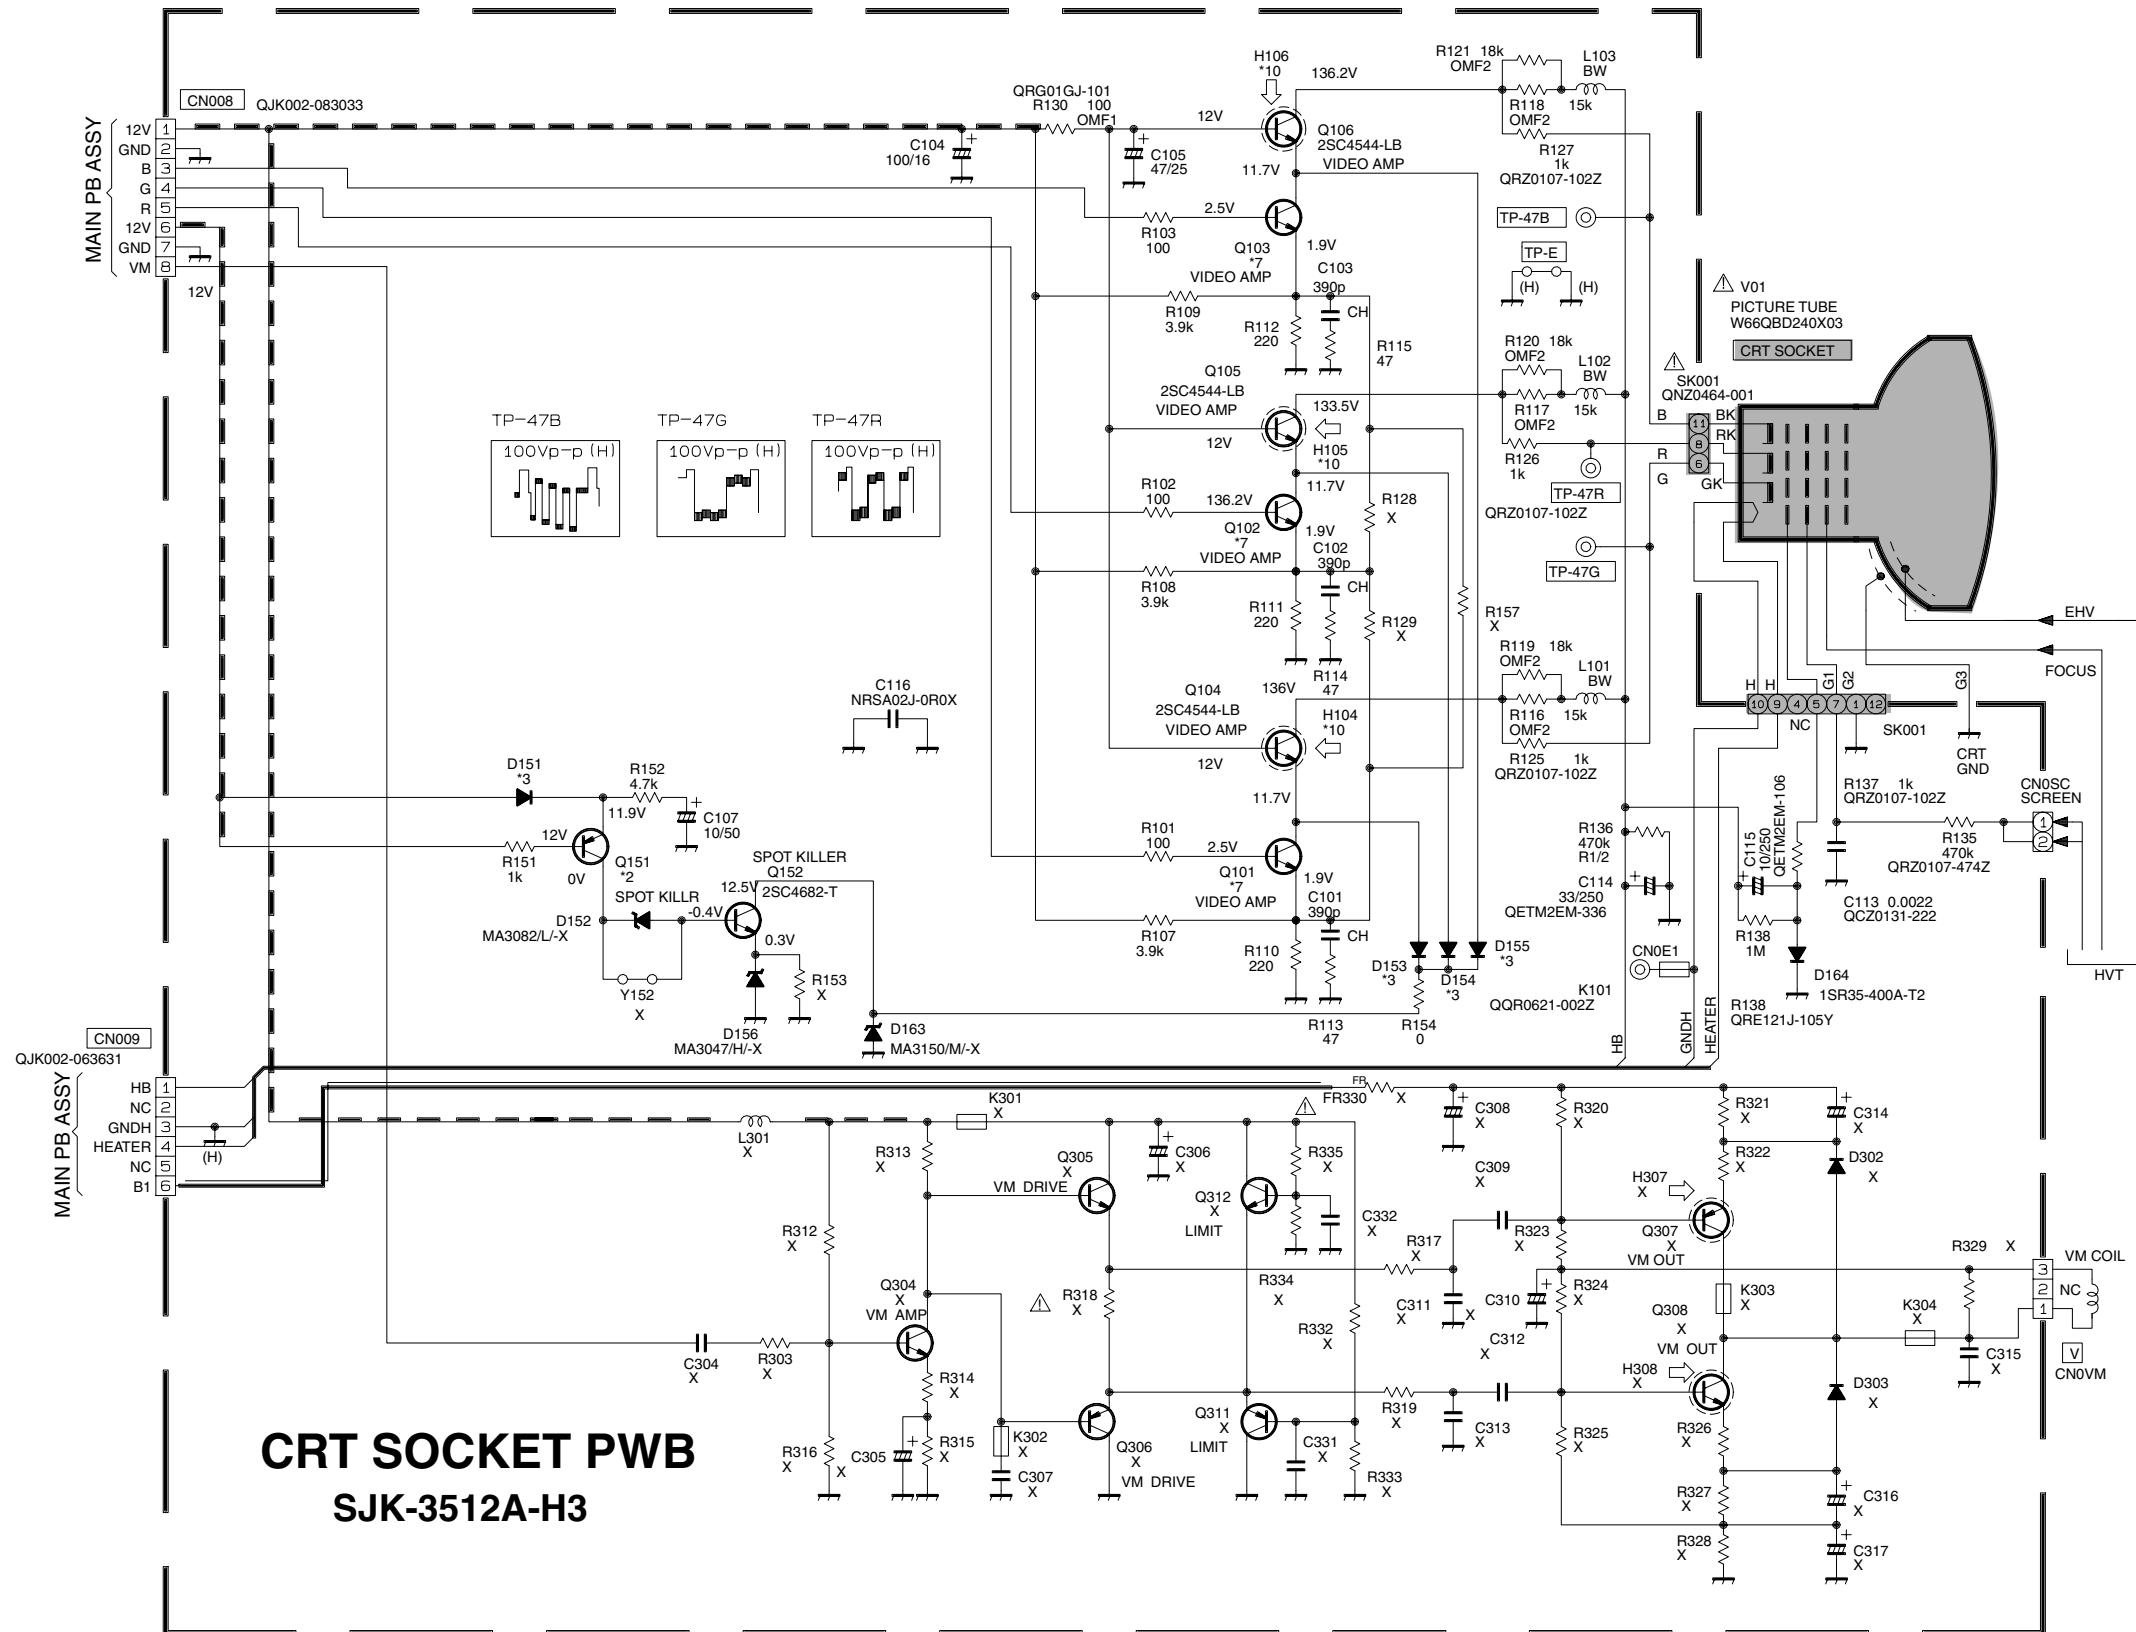 CN008
QJK002-083033
MAIN PB ASSY
12V 1
GND 2
B 3
G 4
R 5
12V 6
GND 7
VM 8
12V
QRG01GJ-101
R130 100
OMF1
C104
100/16
+
C105
47/25
+
H106
*10
136.2V
12V
Q106
2SC4544-LB
VIDEO AMP
11.7V
R121 18k
OMF2
L103
BW
R118
OMF2
15k
R127
1k
QRZ0107-102Z
TP-47B
TP-E
(H)
(H)
R103
100
2.5V
Q103
*7
VIDEO AMP
1.9V
C103
390p
CH
R109
3.9k
R112
220
R115
47
V01
PICTURE TUBE
W66QBD240X03
CRT SOCKET
SK001
QNZ0464-001
B
R
G
11
8
6
BK
RK
GK
R120 18k
OMF2
L102
BW
R117
OMF2
15k
R126
1k
TP-47R
QRZ0107-102Z
TP-47G
Q105
2SC4544-LB
VIDEO AMP
133.5V
12V
H105
*10
11.7V
R102
100
136.2V
Q102
*7
VIDEO AMP
1.9V
C102
390p
CH
R128
X
R108
3.9k
R111
220
R129
X
R157
X
R114
47
TP-47B
100Vp-p (H)
TP-47G
100Vp-p (H)
TP-47R
100Vp-p (H)
C116
NRSA02J-0R0X
Q104
2SC4544-LB
VIDEO AMP
136V
H104
*10
12V
11.7V
R119 18k
OMF2
L101
BW
R116
OMF2
15k
R125 1k
QRZ0107-102Z
EHV
FOCUS
H
H
G1
G2
G3
10
9
4
5
7
1
12
NC
SK001
CRT
GND
CN0SC
SCREEN
1
2
HVT
R137 1k
QRZ0107-102Z
R135
470k
QRZ0107-474Z
C113 0.0022
QCZ0131-222
C115
10/250
QETM2EM-106
+
R136
470k
R1/2
C114
33/250
QETM2EM-336
+
R138
1M
D164
1SR35-400A-T2
R138
QRE121J-105Y
CN0E1
K101
QQR0621-002Z
HB
GNDH
HEATER
R101
100
2.5V
Q101
*7
VIDEO AMP
1.9V
C101
390p
CH
R107
3.9k
R110
220
R113
47
D153
*3
D154
*3
D155
*3
R154
0
D151
*3
R152
4.7k
11.9V
C107
10/50
+
12V
R151
1k
0V
Q151
*2
SPOT KILLR
SPOT KILLER
Q152
2SC4682-T
12.5V
-0.4V
0.3V
D152
MA3082/L/-X
Y152
X
R153
X
D156
MA3047/H/-X
D163
MA3150/M/-X
CN009
QJK002-063631
MAIN PB ASSY
HB 1
NC 2
GNDH 3
HEATER 4
NC 5
B1 6
(H)
L301
X
R313
X
K301
X
FR
FR330 X
Q305
X
VM DRIVE
C306
X
+
R335
X
Q312
X
LIMIT
C332
X
C308
X
+
C309
X
R320
X
R321
X
R322
X
C314
X
+
D302
X
H307
X
Q307
X
VM OUT
R323
X
R317
X
R312
X
Q304
X
VM AMP
R318
X
R334
X
R332
X
C311
X
C310
X
+
R324
X
C312
X
K303
X
Q308
X
VM OUT
H308
X
R329 X
VM COIL
3
2
1
NC
K304
X
C315
X
V
CN0VM
D303
X
C304
X
R303
X
R314
X
R315
X
C305
X
+
R316
X
K302
X
C307
X
Q306
X
VM DRIVE
Q311
X
LIMIT
C331
X
R333
X
R319
X
C313
X
R325
X
R326
X
R327
X
R328
X
C316
X
+
C317
X
+
CRT SOCKET PWB
SJK-3512A-H3